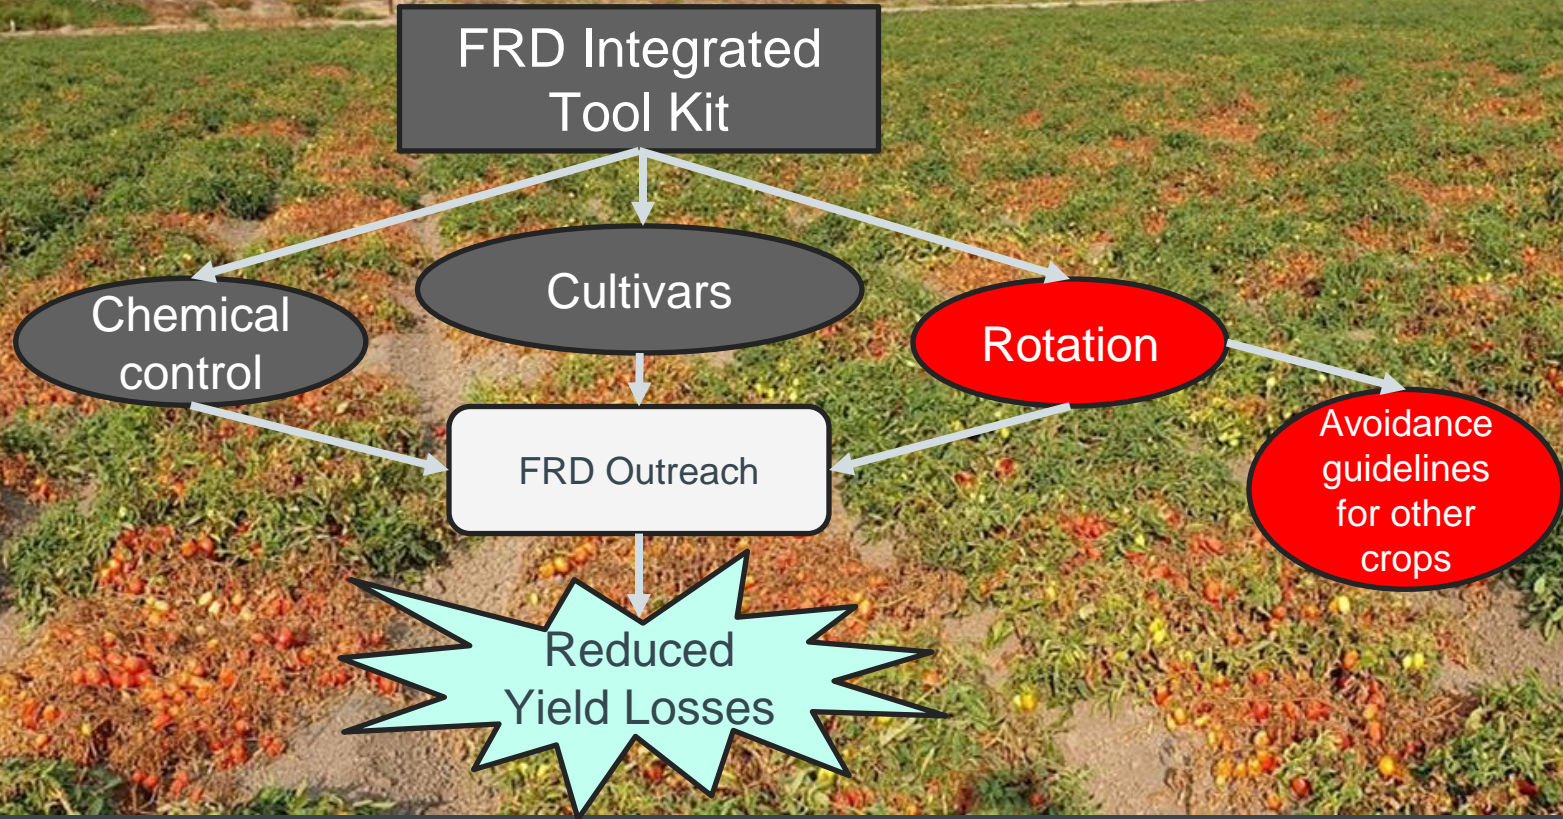 FRD Integrated
Tool Kit
Cultivars
Chemical
control
Rotation
Avoidance
guidelines
for other
crops
FRD Outreach
Reduced
Yield Losses